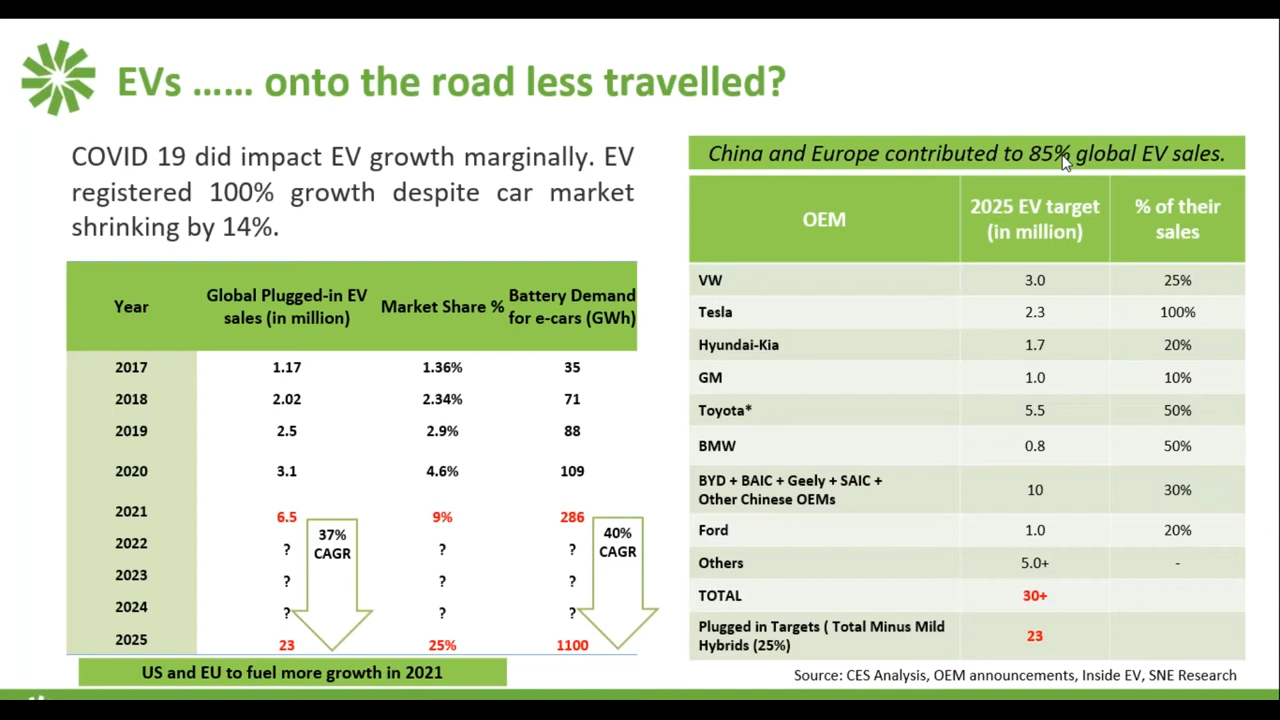 EVs ...... onto the road less travelled?
COVID 19 did impact EV growth marginally. EV
registered 100% growth despite car market
shrinking by 14%.
Year Global Plugged-in EV sales (in million) Market Share % Battery Demand for e-cars (GWh)
2017 1.17 1.36% 35
2018 2.02 2.34% 71
2019 2.5 2.9% 88
2020 3.1 4.6% 109
2021 6.5 9% 286
2022 ? ? ?
2023 ? ? ?
2024 ? ? ?
2025 23 25% 1100
37%
CAGR
40%
CAGR
US and EU to fuel more growth in 2021
China and Europe contributed to 85% global EV sales.
OEM 2025 EV target (in million) % of their sales
VW 3.0 25%
Tesla 2.3 100%
Hyundai-Kia 1.7 20%
GM 1.0 10%
Toyota* 5.5 50%
BMW 0.8 50%
BYD + BAIC + Geely + SAIC +
Other Chinese OEMs 10 30%
Ford 1.0 20%
Others 5.0+ -
TOTAL 30+
Plugged in Targets ( Total Minus Mild
Hybrids (25%) 23
Source: CES Analysis, OEM announcements, Inside EV, SNE Research